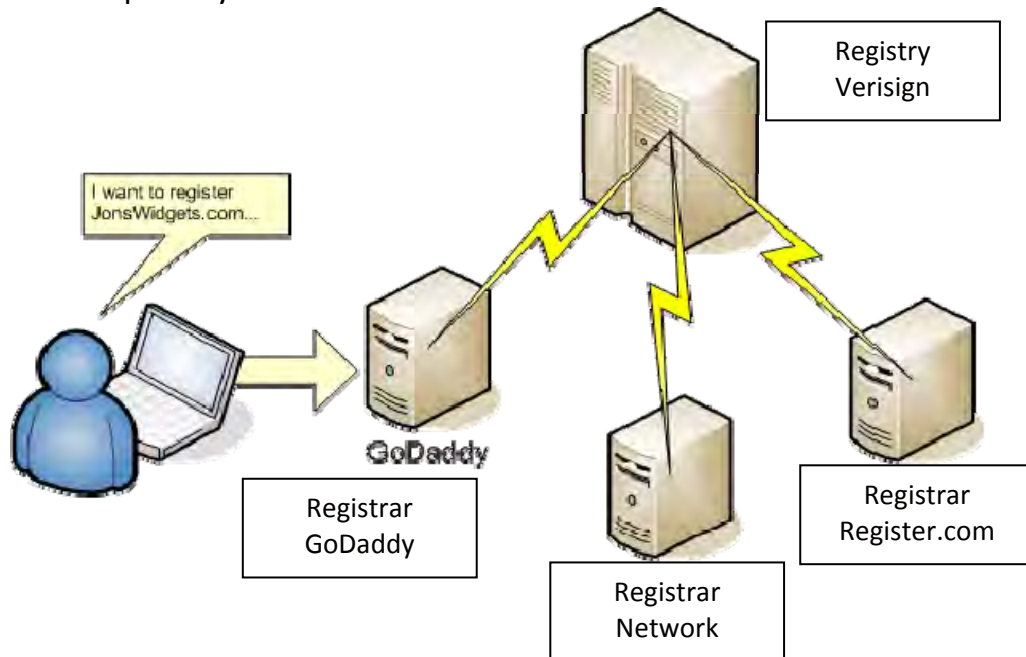 Registry
Verisign
I want to register
JonsWidgets.com...
GoDaddy
Registrar
GoDaddy
Registrar
Register.com
Registrar
Network